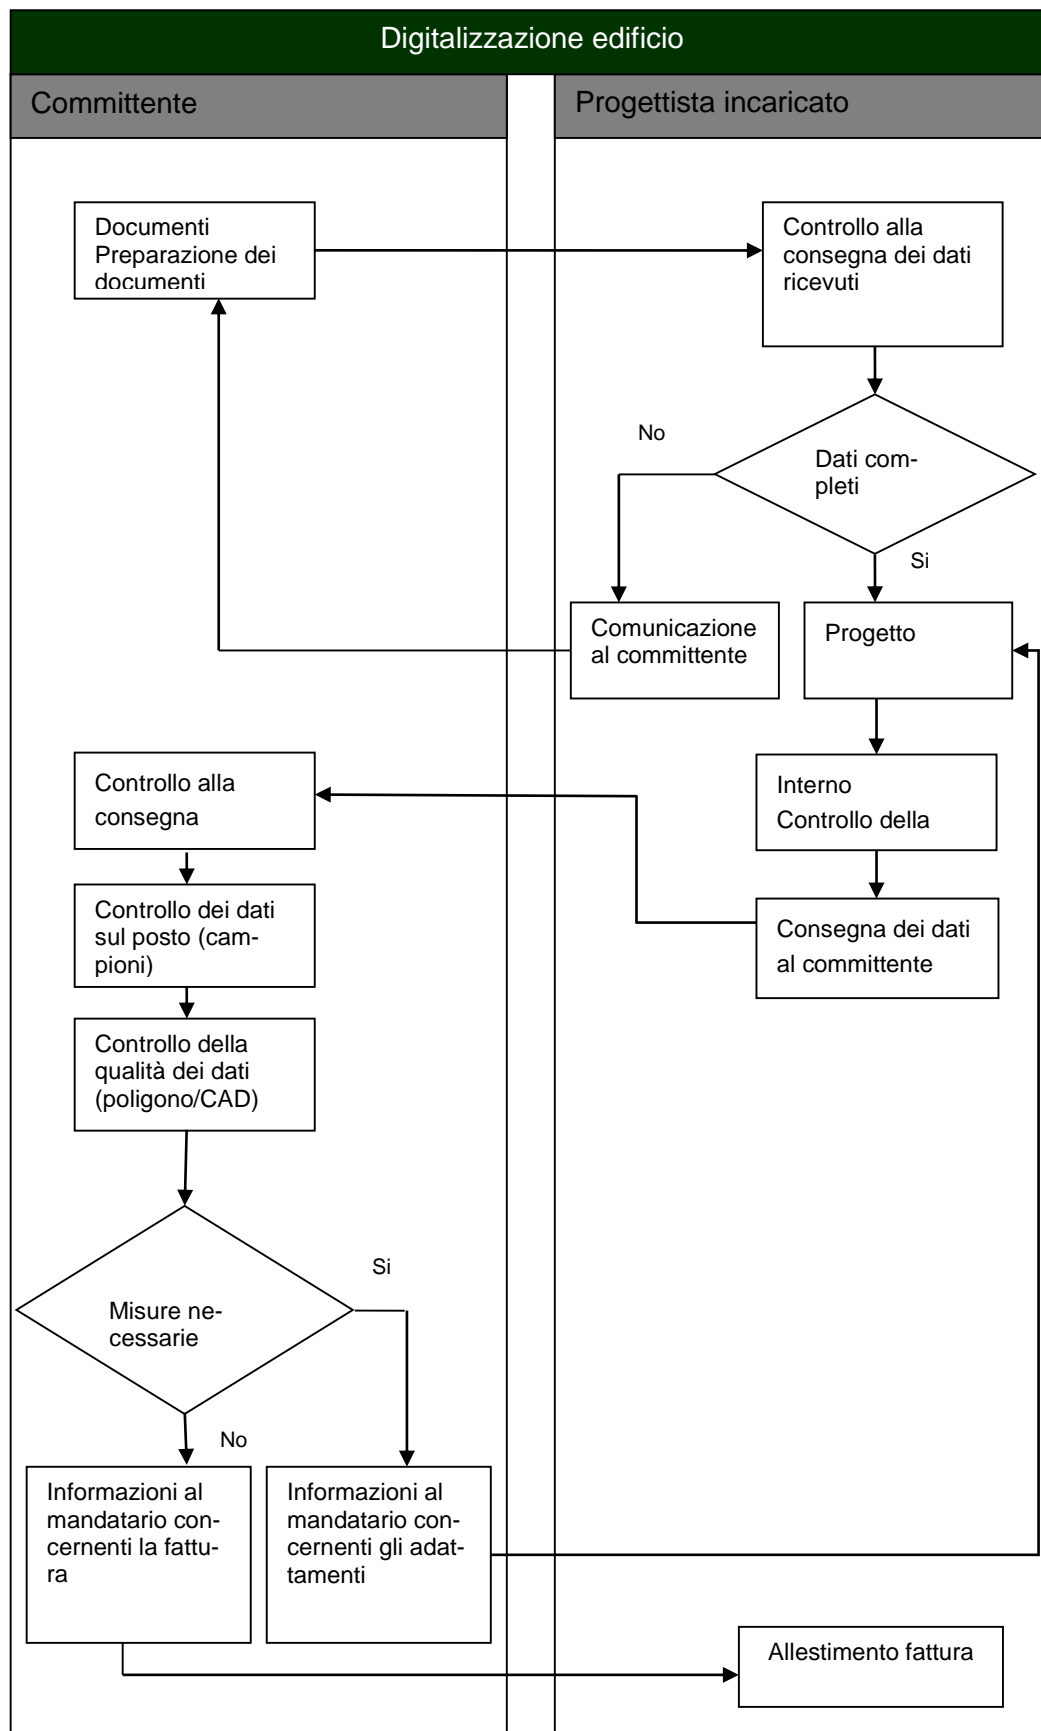 Digitalizzazione edificio
Committente
Progettista incaricato
Documenti
Preparazione dei
documenti
Controllo alla
consegna dei dati
ricevuti
No
Dati com-
pleti
Si
Comunicazione
al committente
Progetto
Controllo alla
consegna
Interno
Controllo della
Controllo dei dati
sul posto (cam-
pioni)
Consegna dei dati
al committente
Controllo della
qualità dei dati
(poligono/CAD)
Si
Misure ne-
cessarie
No
Informazioni al
mandatario con-
cernenti la fattu-
ra
Informazioni al
mandatario con-
cernenti gli adat-
tamenti
Allestimento fattura